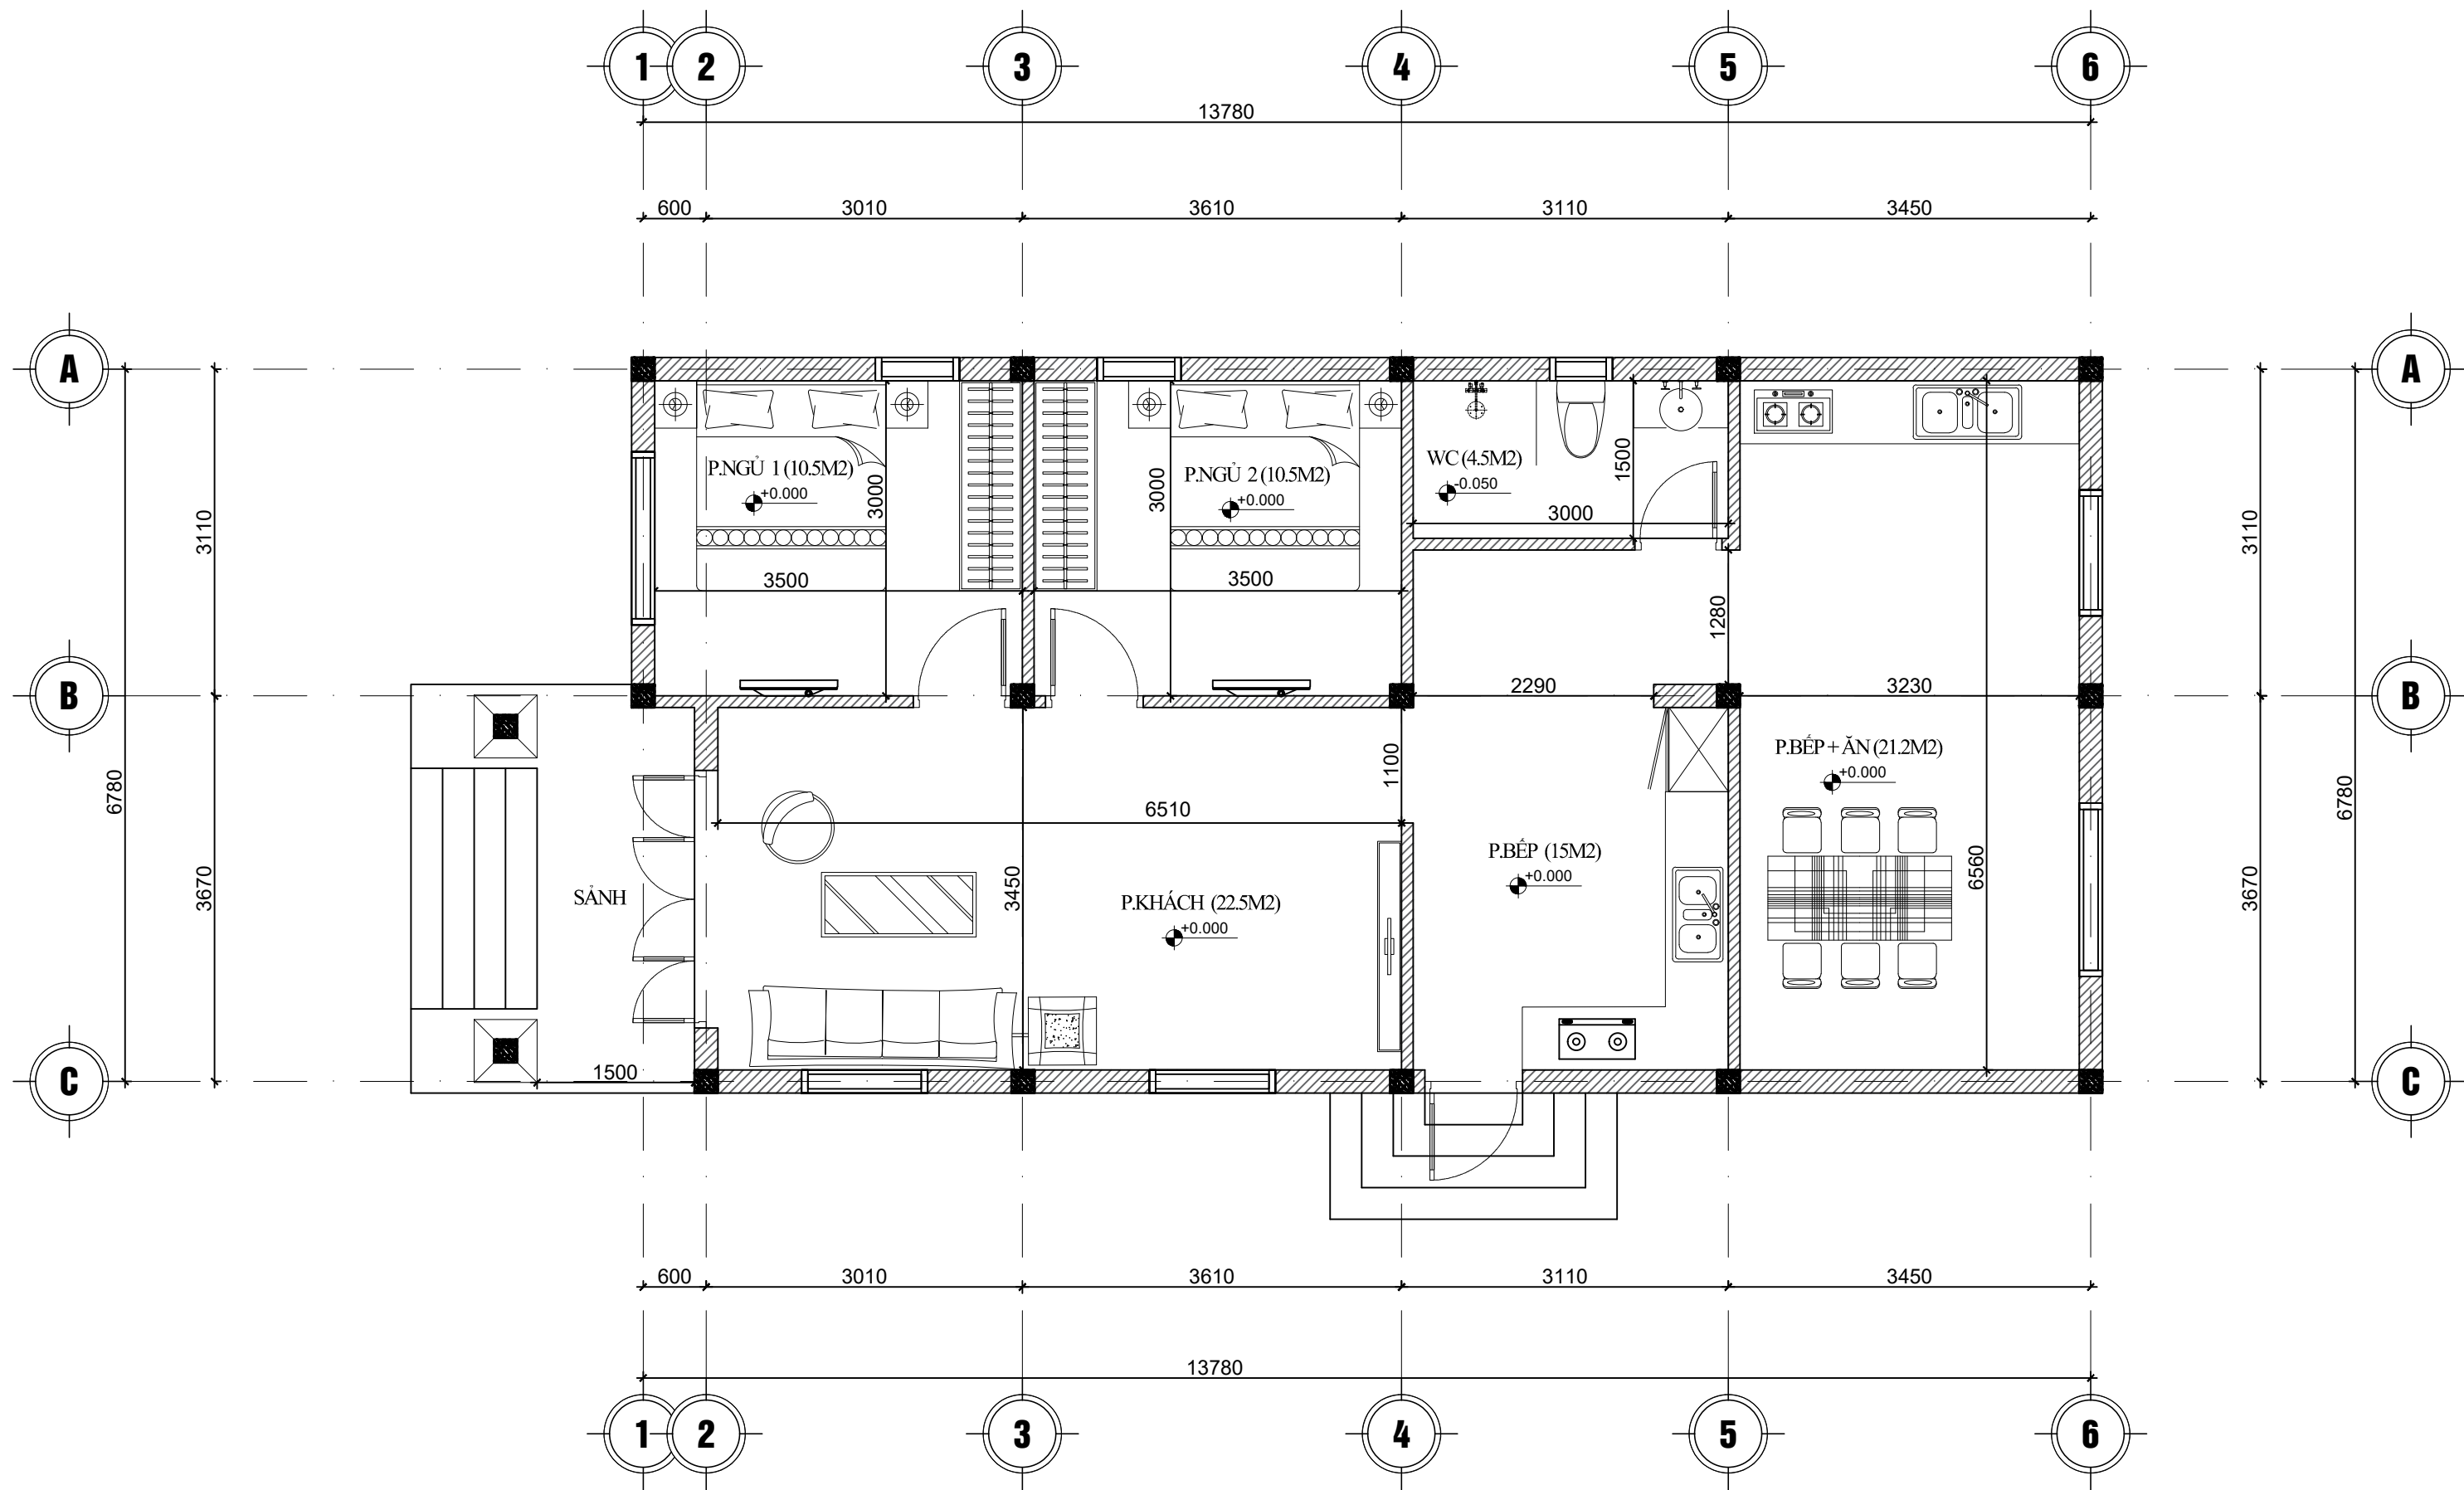 1 2 3 4 5 6
13780
600 3010 3610 3110 3450
A A
P.NGỦ 1 (10.5M2)
+0.000
3000
3500
P.NGỦ 2 (10.5M2)
+0.000
3000
3500
WC (4.5M2)
-0.050
1500
3000
3110 3110
1280
B B
2290 3230
6780 6780
3670 3670
1100
6510
3450
SẢNH
1500
P.KHÁCH (22.5M2)
+0.000
P.BẾP (15M2)
+0.000
P.BẾP + ĂN (21.2M2)
+0.000
6560
C C
600 3010 3610 3110 3450
13780
1 2 3 4 5 6